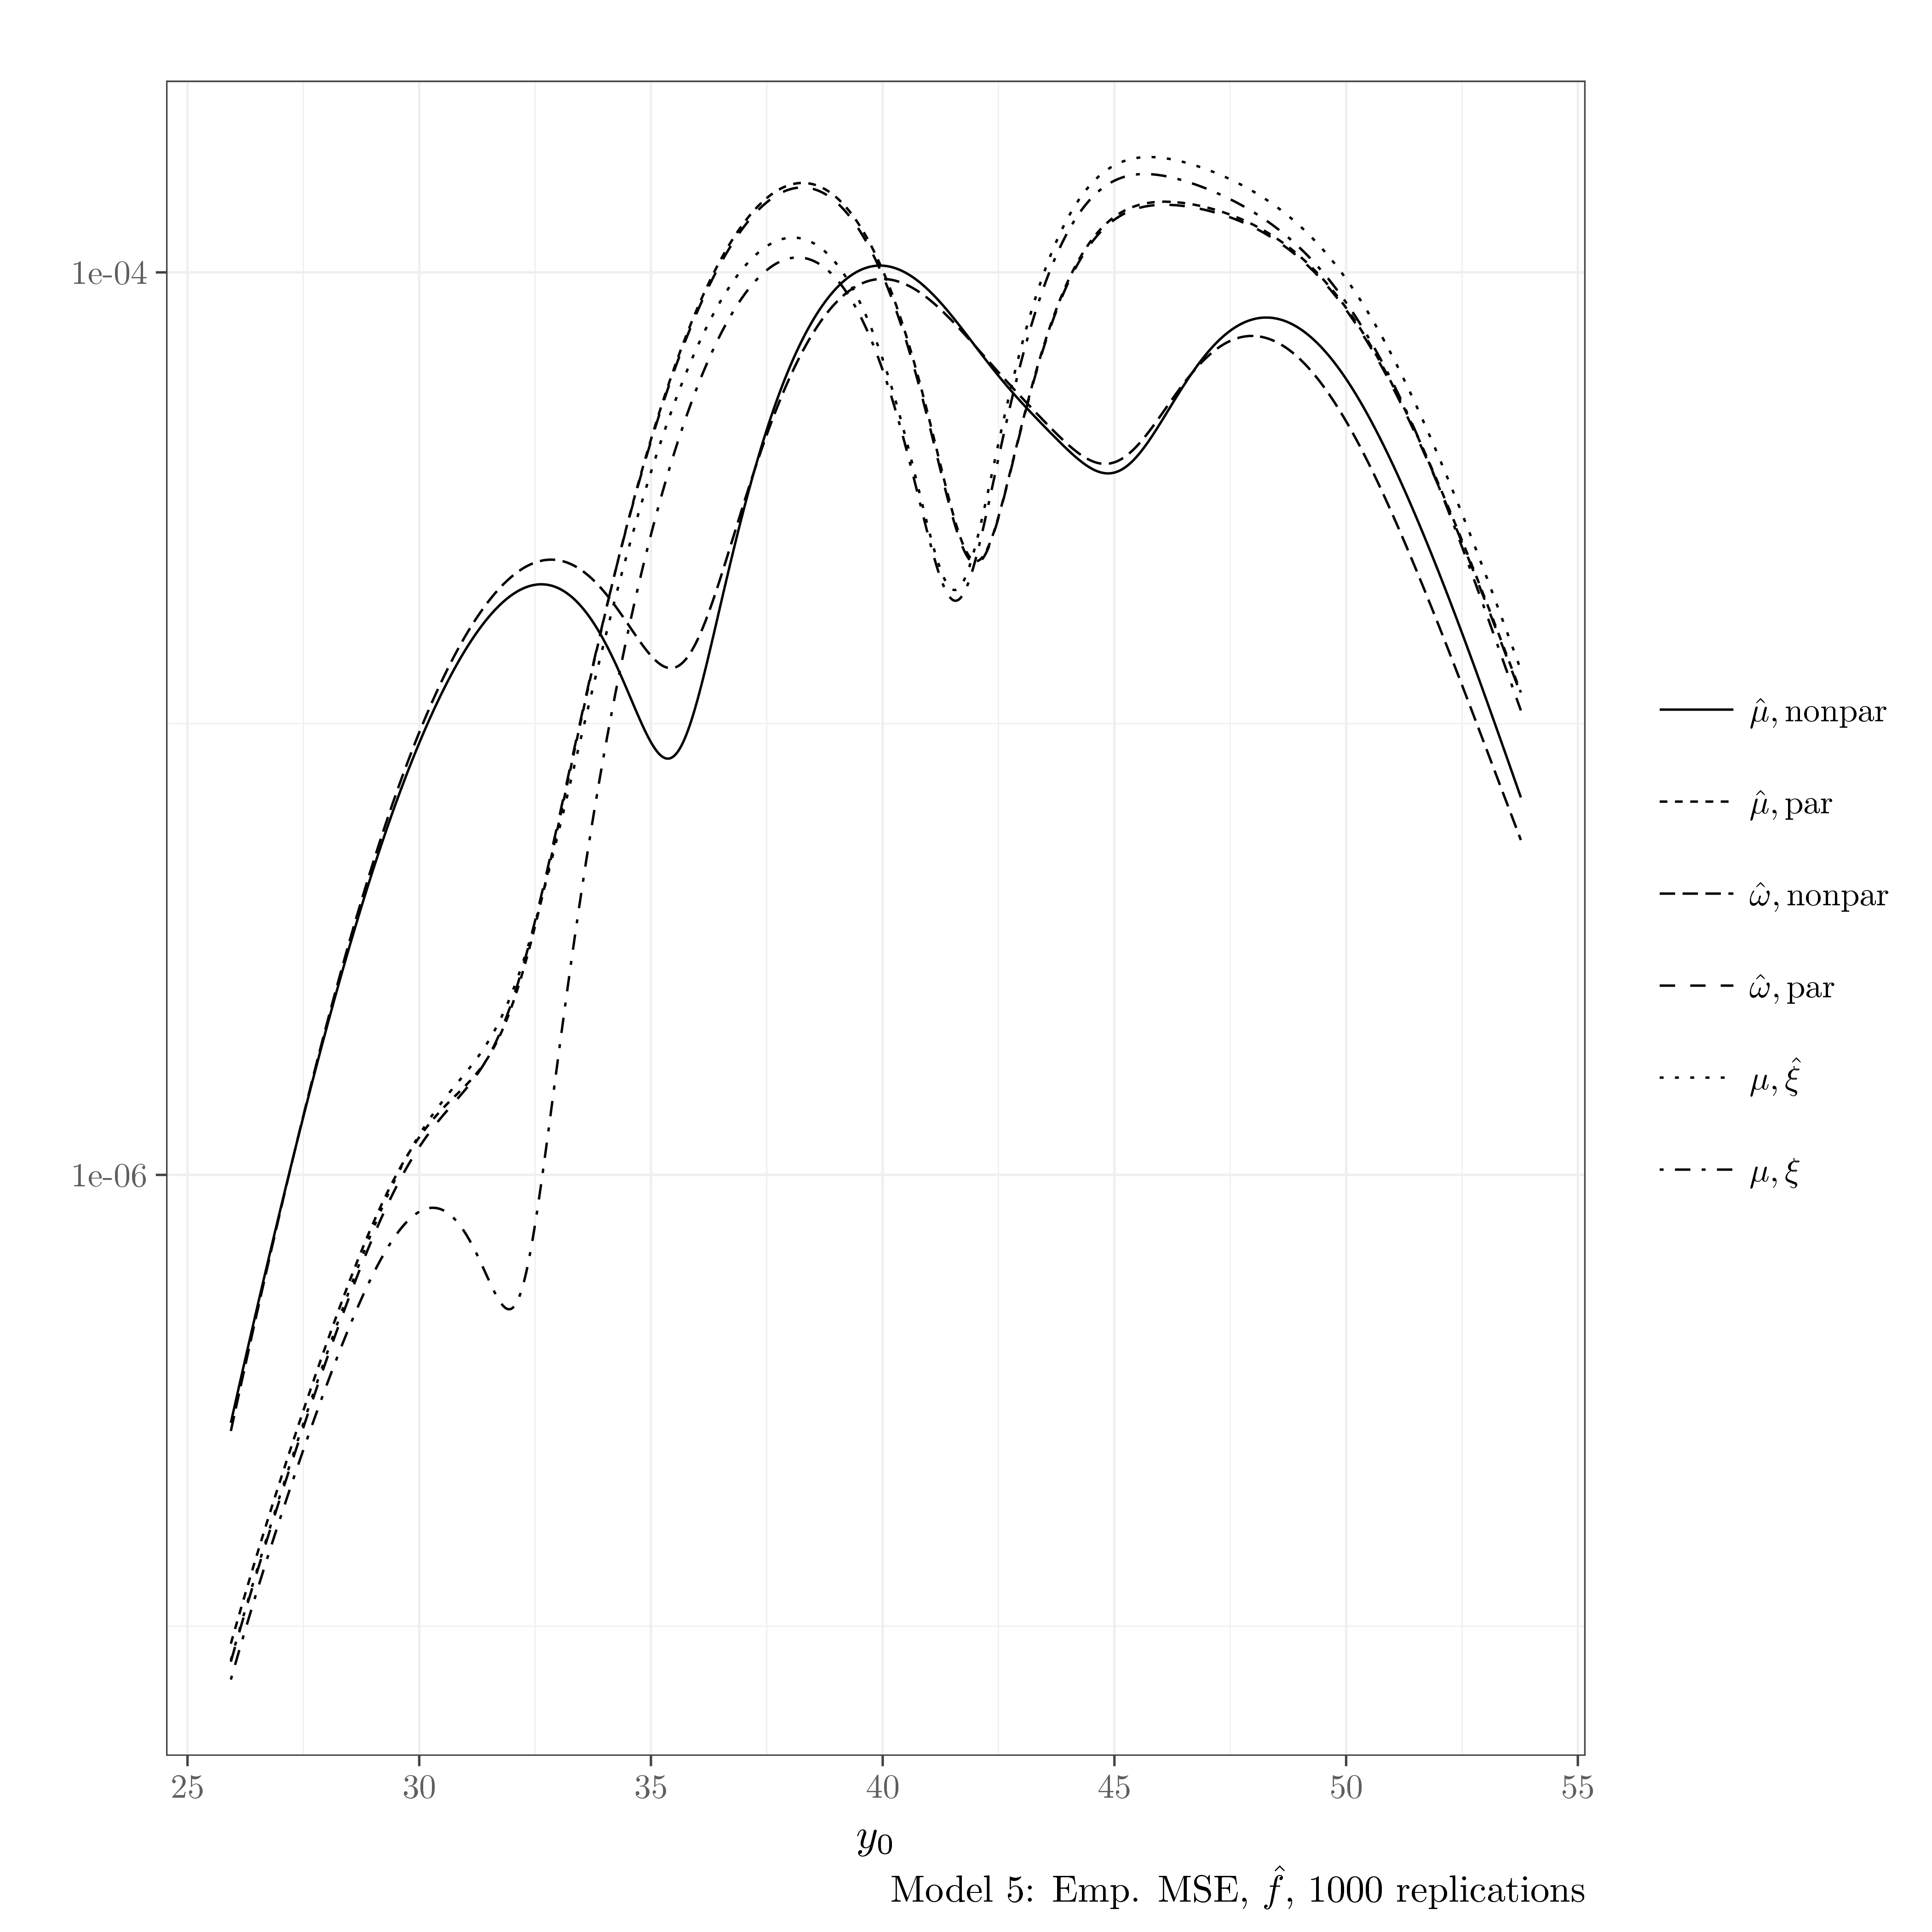 1e-04
1e-06
25 30 35 40 45 50 55
y₀
Model 5: Emp. MSE, f̂, 1000 replications
μ̂, nonpar
μ̂, par
ω̂, nonpar
ω̂, par
μ, ξ̂
μ, ξ